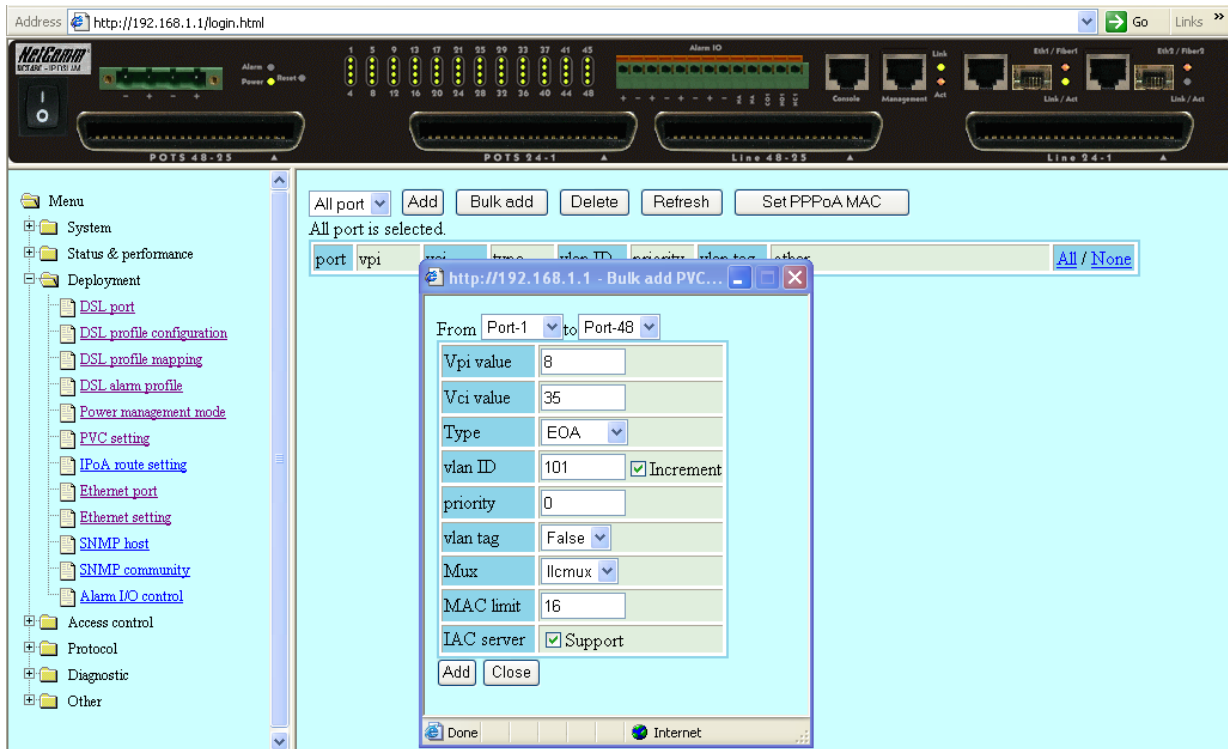 Address http://192.168.1.1/login.html Go Links »
NetComm
Alarm
Power Reset
1 5 9 13 17 21 25 29 33 37 41 45
4 8 12 16 20 24 28 32 36 40 44 48
Alarm IO
- + - + - + - + -
Console
Management
Link
Act
Eth1 / Fiber1
Link / Act
Eth2 / Fiber2
Link / Act
POTS 48-25
POTS 24-1
Line 48-25
Line 24-1
Menu
System
Status & performance
Deployment
DSL port
DSL profile configuration
DSL profile mapping
DSL alarm profile
Power management mode
PVC setting
IPoA route setting
Ethernet port
Ethernet setting
SNMP host
SNMP community
Alarm I/O control
Access control
Protocol
Diagnostic
Other
All port Add Bulk add Delete Refresh Set PPPoA MAC
All port is selected.
port vpi vci type vlan ID priority vlan tag other All / None
http://192.168.1.1 - Bulk add PVC...
From Port-1 to Port-48
Vpi value 8
Vci value 35
Type EOA
vlan ID 101 Increment
priority 0
vlan tag False
Mux llcmux
MAC limit 16
IAC server Support
Add Close
Done Internet